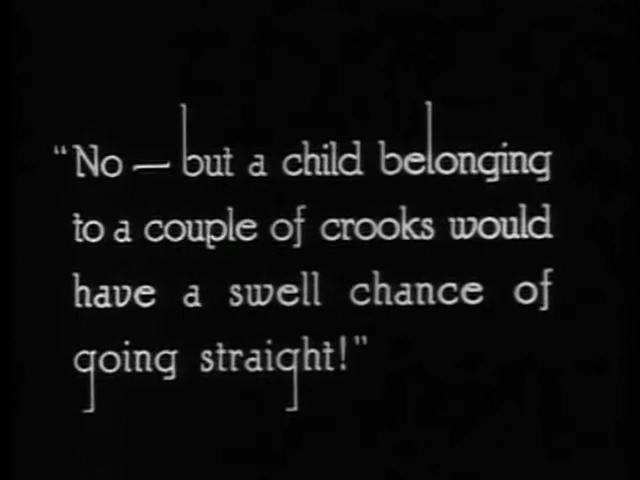 “No — but a child belonging
to a couple of crooks would
have a swell chance of
going straight!”